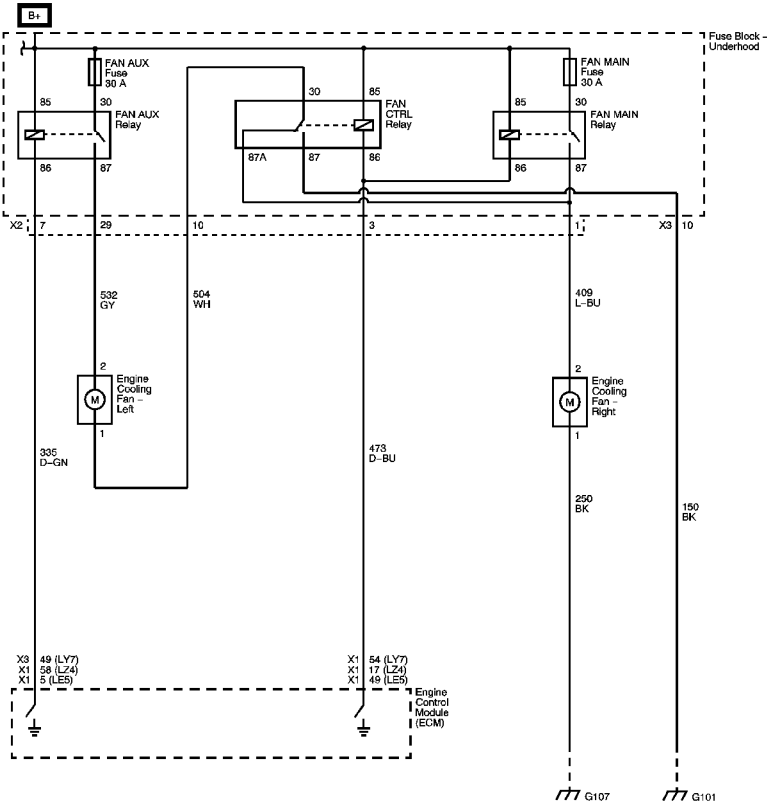 B+
Fuse Block –
Underhood
FAN AUX
Fuse
30 A
FAN MAIN
Fuse
30 A
85
30
FAN AUX
Relay
86
87
30
85
FAN
CTRL
Relay
87A
87
86
85
30
FAN MAIN
Relay
86
87
X2
7
29
10
3
1
X3
10
532
GY
504
WH
409
L–BU
2
Engine
Cooling
Fan –
Left
M
1
2
Engine
Cooling
Fan –
Right
M
1
335
D–GN
473
D–BU
250
BK
150
BK
X3 49 (LY7)
X1 58 (LZ4)
X1 5 (LE5)
X1 54 (LY7)
X1 17 (LZ4)
X1 49 (LE5)
Engine
Control
Module
(ECM)
G107
G101